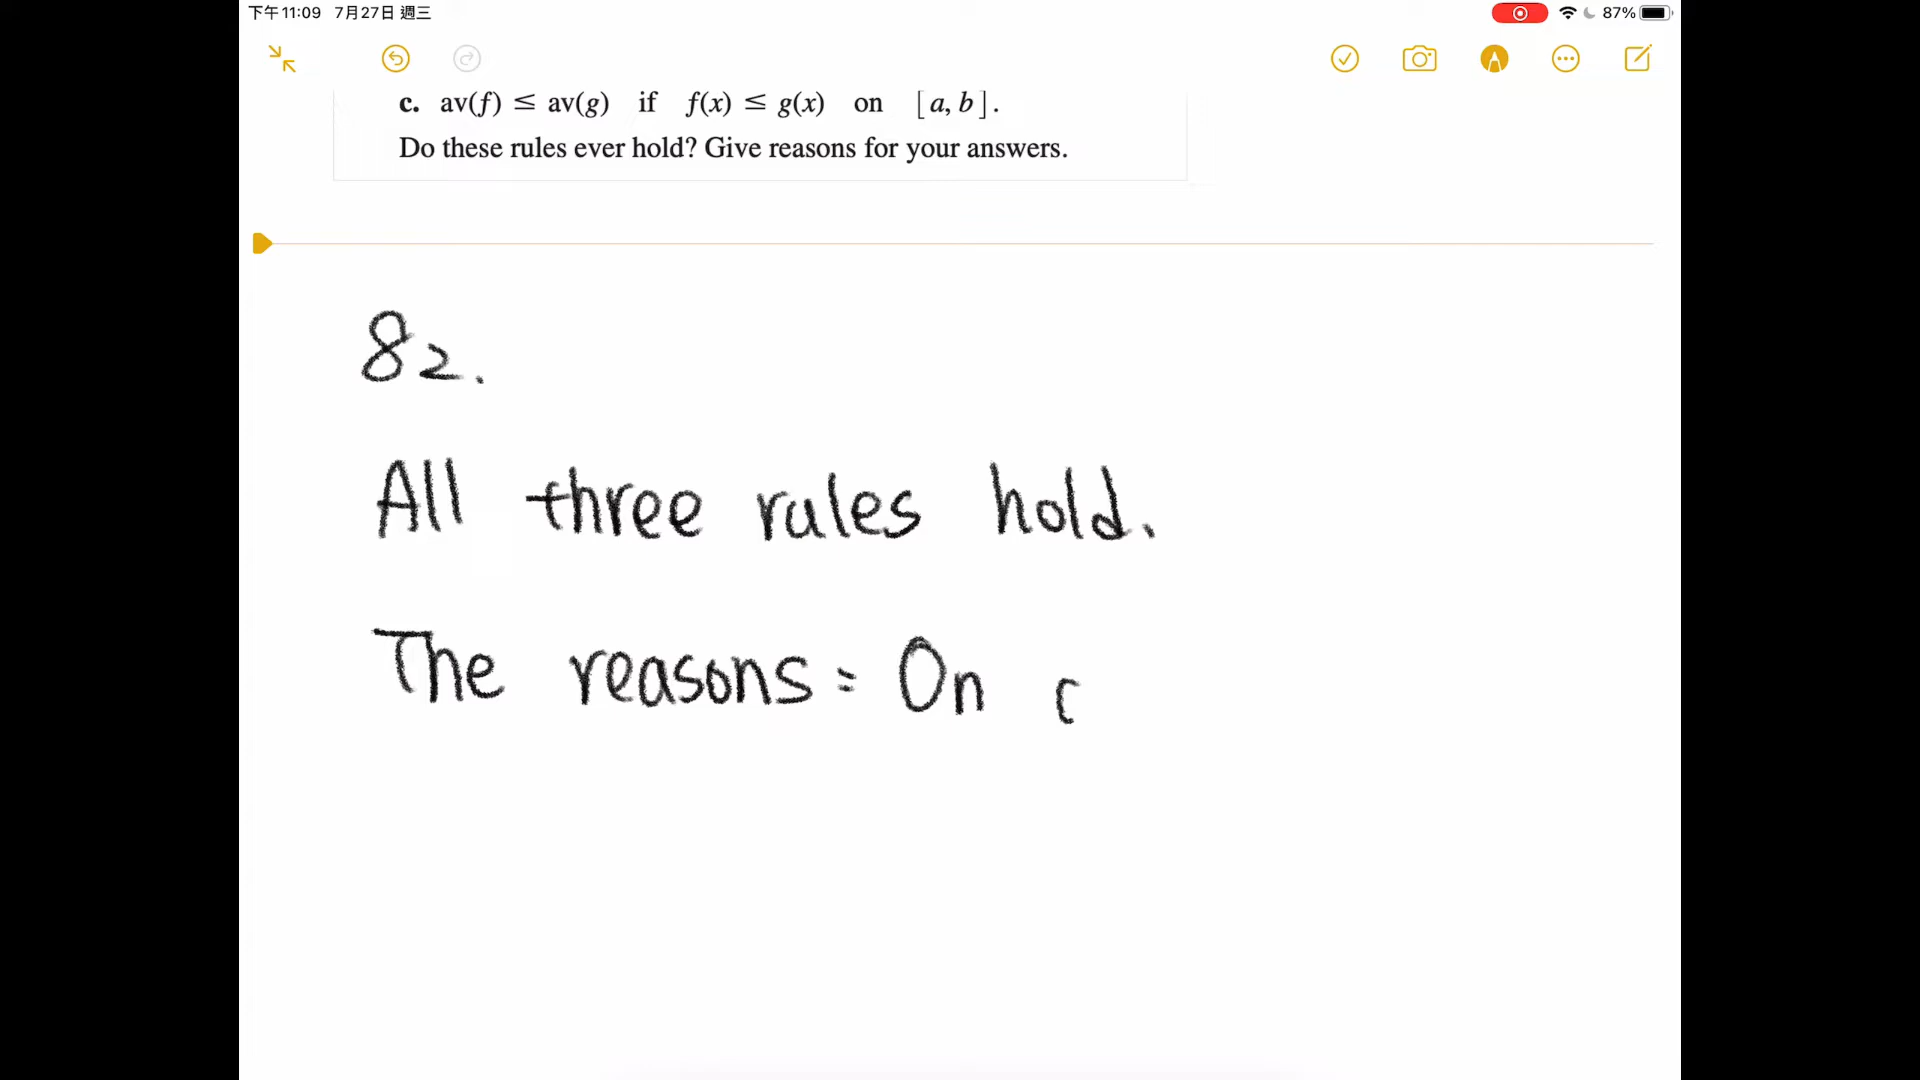 下午11:09 7月27日 週三 87%
c. av(f) ≤ av(g) if f(x) ≤ g(x) on [a, b].
Do these rules ever hold? Give reasons for your answers.
82.
All three rules hold.
The reasons: On c